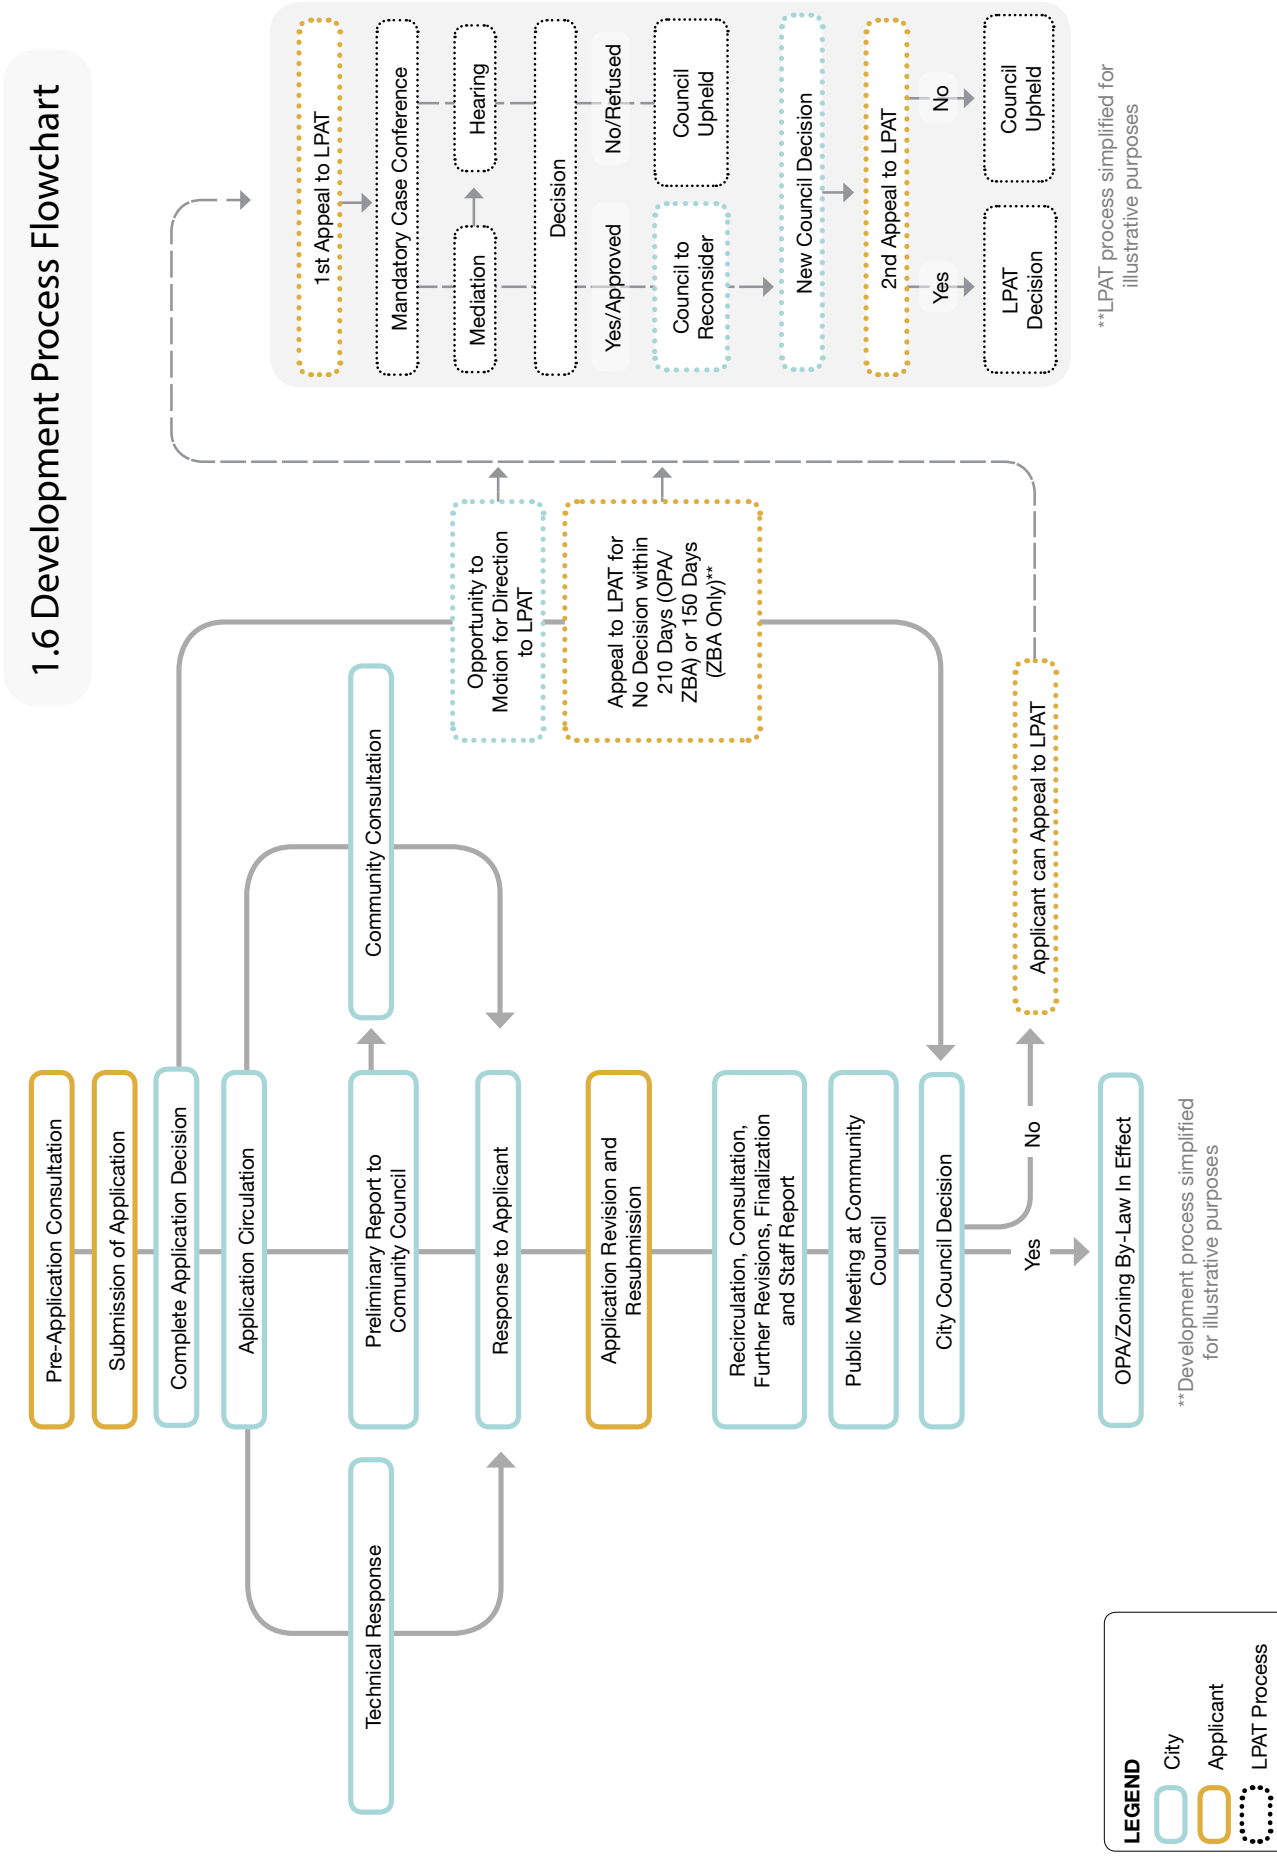 1.6 Development Process Flowchart
Pre-Application Consultation
Submission of Application
Complete Application Decision
Application Circulation
Technical Response
Preliminary Report to
Comunity Council
Community Consultation
Response to Applicant
Application Revision and
Resubmission
Recirculation, Consultation,
Further Revisions, Finalization
and Staff Report
Public Meeting at Community
Council
City Council Decision
Yes
No
OPA/Zoning By-Law In Effect
Applicant can Appeal to LPAT
Opportunity to
Motion for Direction
to LPAT
Appeal to LPAT for
No Decision within
210 Days (OPA/
ZBA) or 150 Days
(ZBA Only)**
1st Appeal to LPAT
Mandatory Case Conference
Mediation
Hearing
Decision
Yes/Approved
No/Refused
Council to
Reconsider
Council
Upheld
New Council Decision
2nd Appeal to LPAT
Yes
No
LPAT
Decision
Council
Upheld
**LPAT process simplified for
illustrative purposes
**Development process simplified
for illustrative purposes
LEGEND
City
Applicant
LPAT Process